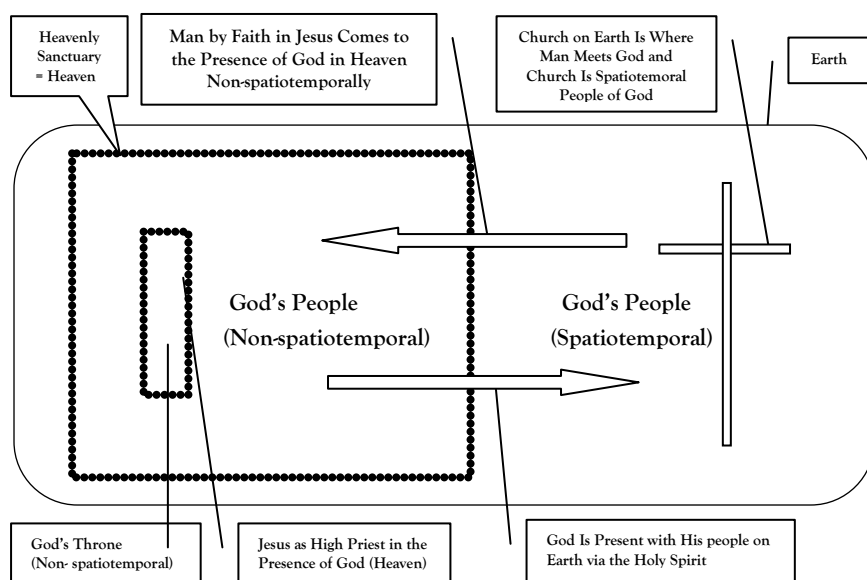 Heavenly
Sanctuary
= Heaven
Man by Faith in Jesus Comes to
the Presence of God in Heaven
Non-spatiotemporally
Church on Earth Is Where
Man Meets God and
Church Is Spatiotemoral
People of God
Earth
God's People
(Non-spatiotemporal)
God's People
(Spatiotemporal)
God's Throne
(Non- spatiotemporal)
Jesus as High Priest in the
Presence of God (Heaven)
God Is Present with His people on
Earth via the Holy Spirit